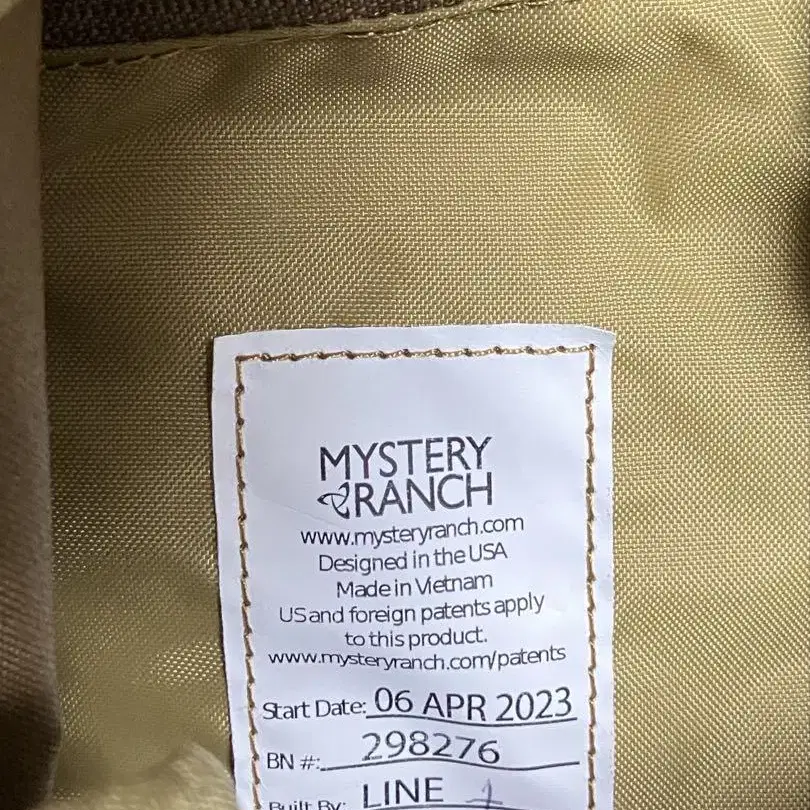 MYSTERY
RANCH
www.mysteryranch.com
Designed in the USA
Made in Vietnam
US and foreign patents apply
to this product.
www.mysteryranch.com/patents
Start Date: 06 APR 2023
BN #: 298276
Built By: LINE 1